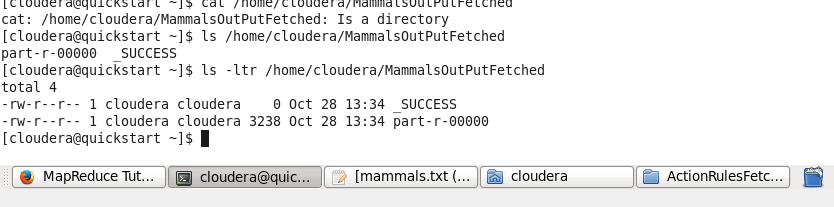 [cloudera@quickstart ~]$ cat /home/cloudera/MammalsOutPutFetched
cat: /home/cloudera/MammalsOutPutFetched: Is a directory
[cloudera@quickstart ~]$ ls /home/cloudera/MammalsOutPutFetched
part-r-00000  _SUCCESS
[cloudera@quickstart ~]$ ls -ltr /home/cloudera/MammalsOutPutFetched
total 4
-rw-r--r-- 1 cloudera cloudera    0 Oct 28 13:34 _SUCCESS
-rw-r--r-- 1 cloudera cloudera 3238 Oct 28 13:34 part-r-00000
[cloudera@quickstart ~]$
MapReduce Tut... cloudera@quic... [mammals.txt (... cloudera ActionRulesFetc...